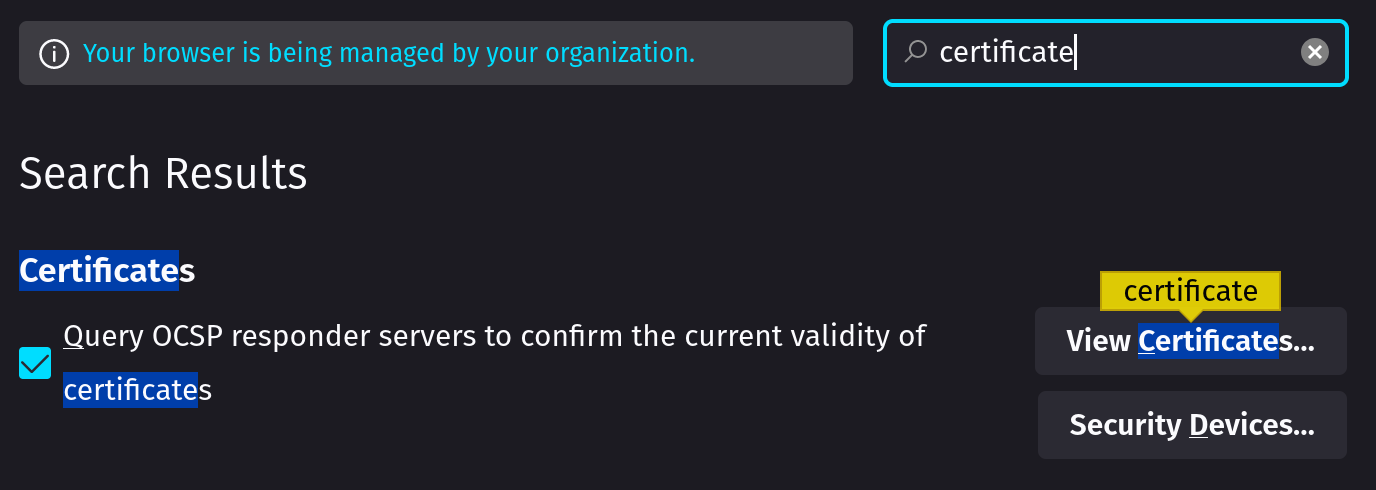 Your browser is being managed by your organization.
certificate
Search Results
Certificates
Query OCSP responder servers to confirm the current validity of
certificates
certificate
View Certificates...
Security Devices...